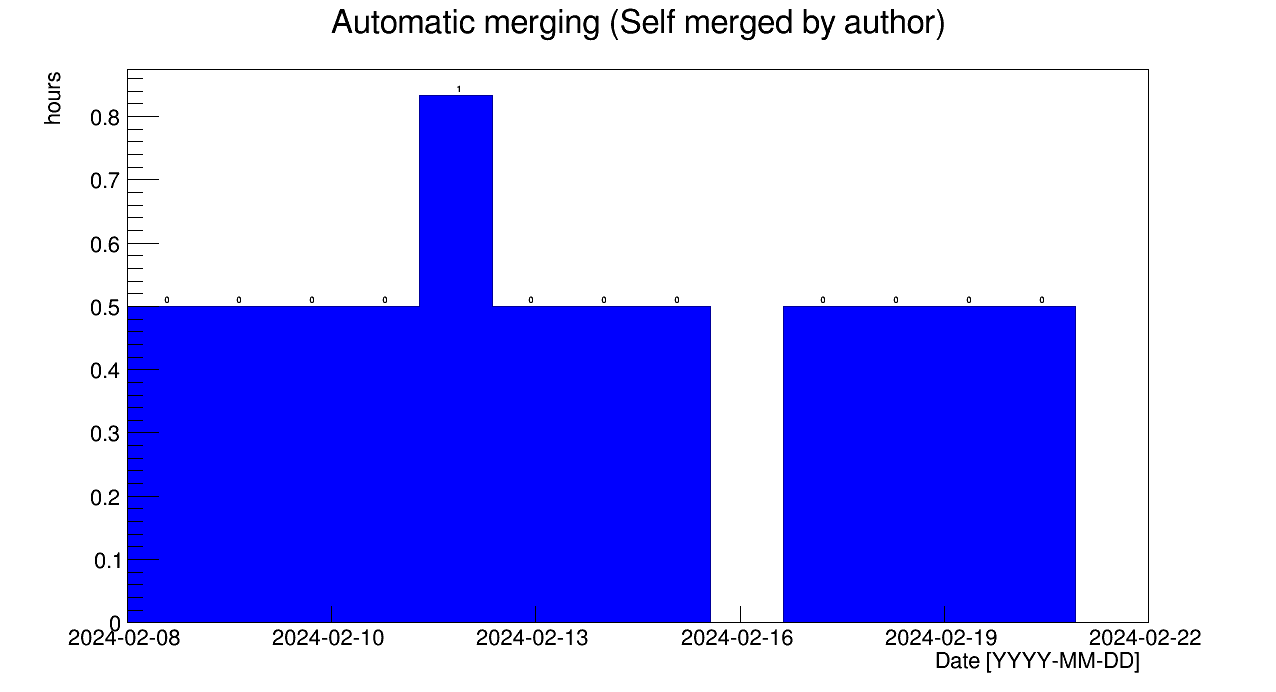 Automatic merging (Self merged by author)
hours
0.8
0.7
0.6
0.5
0.4
0.3
0.2
0.1
0
1
0 0 0 0 0 0 0 0 0 0 0
2024-02-08 2024-02-10 2024-02-13 2024-02-16 2024-02-19 2024-02-22
Date [YYYY-MM-DD]